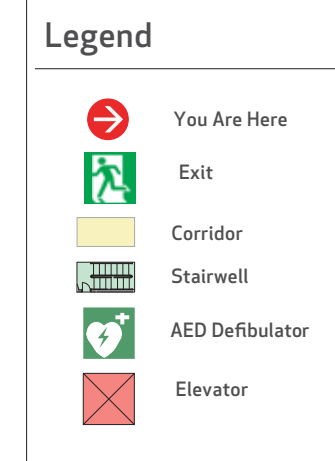 Legend
You Are Here
Exit
Corridor
Stairwell
AED Defibulator
Elevator